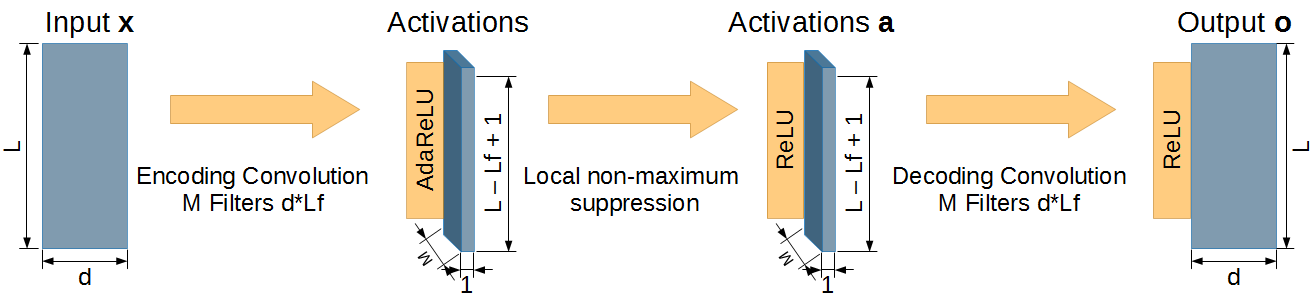 Input x
Activations
Activations a
Output o
L
d
Encoding Convolution
M Filters d*Lf
AdaReLU
L – Lf + 1
M
1
Local non-maximum
suppression
ReLU
L – Lf + 1
M
1
Decoding Convolution
M Filters d*Lf
ReLU
L
d